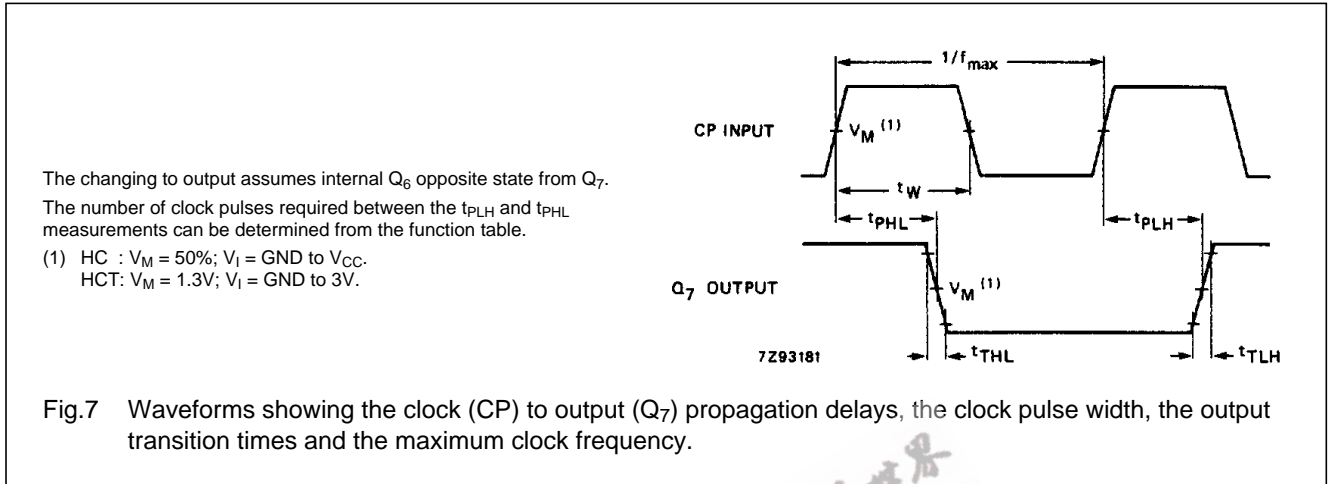 The changing to output assumes internal Q6 opposite state from Q7.
The number of clock pulses required between the tPLH and tPHL
measurements can be determined from the function table.
(1) HC : VM = 50%; VI = GND to VCC.
HCT: VM = 1.3V; VI = GND to 3V.
1/fmax
CP INPUT
VM (1)
tW
tPHL
tPLH
Q7 OUTPUT
VM (1)
7Z93181
tTHL
tTLH
Fig.7 Waveforms showing the clock (CP) to output (Q7) propagation delays, the clock pulse width, the output
transition times and the maximum clock frequency.